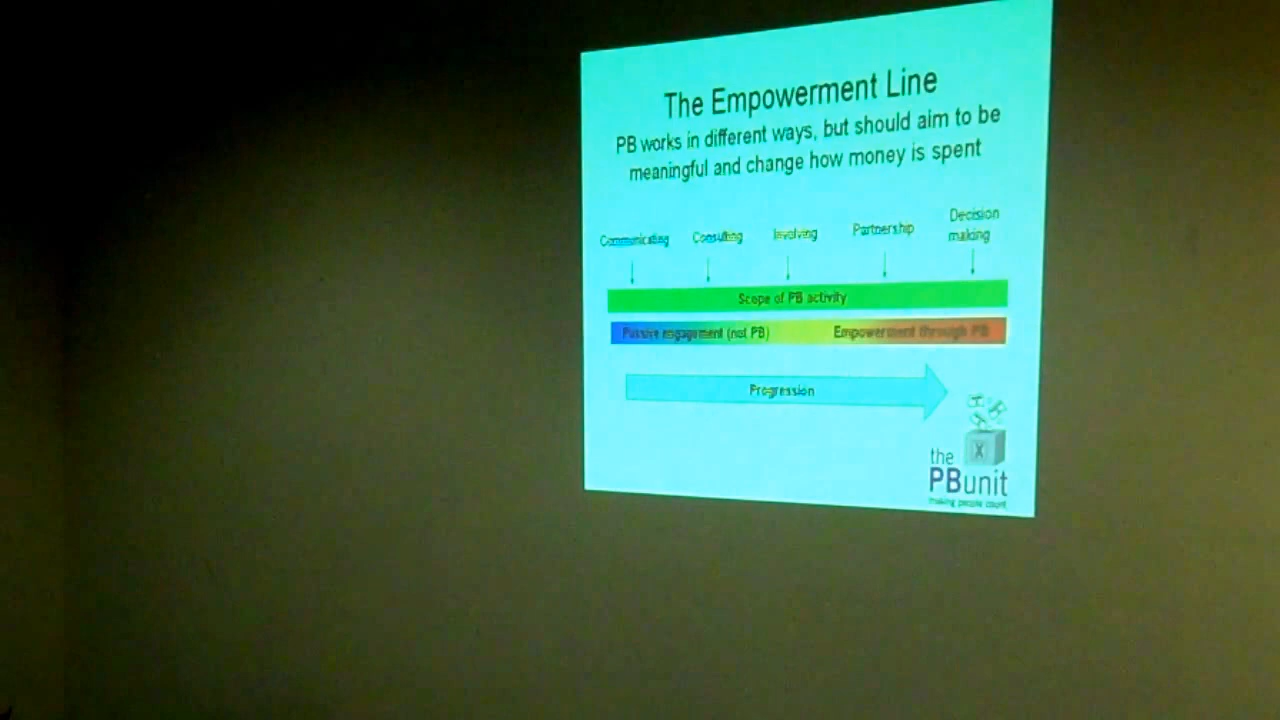 The Empowerment Line
PB works in different ways, but should aim to be
meaningful and change how money is spent
Communicating
Consulting
Involving
Partnership
Decision
making
Scope of PB activity
Passive engagement (not PB)
Empowerment through PB
Progression
X
the
PBunit
making people count